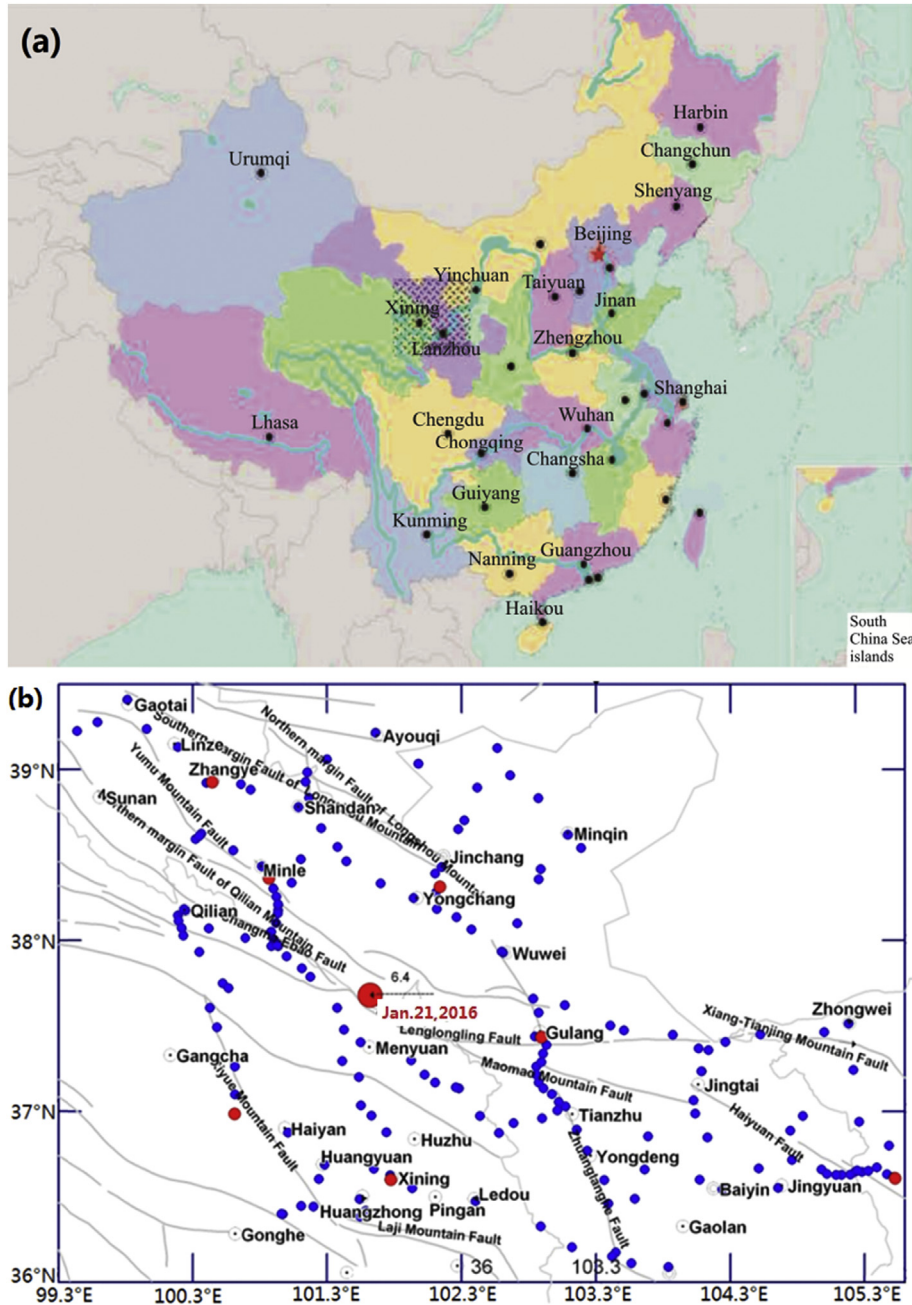 (a)
Harbin
Changchun
Urumqi
Shenyang
Beijing
Yinchuan
Taiyuan
Jinan
Xining
Zhengzhou
Lanzhou
Shanghai
Wuhan
Lhasa
Chengdu
Chongqing
Changsha
Guiyang
Kunming
Guangzhou
Nanning
Haikou
South
China Sea
islands
(b)
Gaotai
Southern margin Fault of Longshou Mountain
Northern margin Fault of Longshou Mountain
Ayouqi
Linze
Yumu Mountain Fault
39°N
Zhangye
Sunan
Shandan
Northern margin Fault of Qilian Mountain
Minqin
Jinchang
Minle
Yongchang
Qilian
38°N
Changma-Ebao Fault
Wuwei
6.4
Jan.21,2016
Zhongwei
Xiang-Tianjing Mountain Fault
Lenglongling Fault
Gulang
Menyuan
Gangcha
Maomao Mountain Fault
Jingtai
Riyue Mountain Fault
37°N
Tianzhu
Haiyuan Fault
Haiyan
Huzhu
Zhuanglanghe Fault
Huangyuan
Yongdeng
Xining
Baiyin
Jingyuan
Ledou
Huangzhong
Pingan
Laji Mountain Fault
Gaolan
Gonghe
36
103.3
36°N
99.3°E
100.3°E
101.3°E
102.3°E
103.3°E
104.3°E
105.3°E